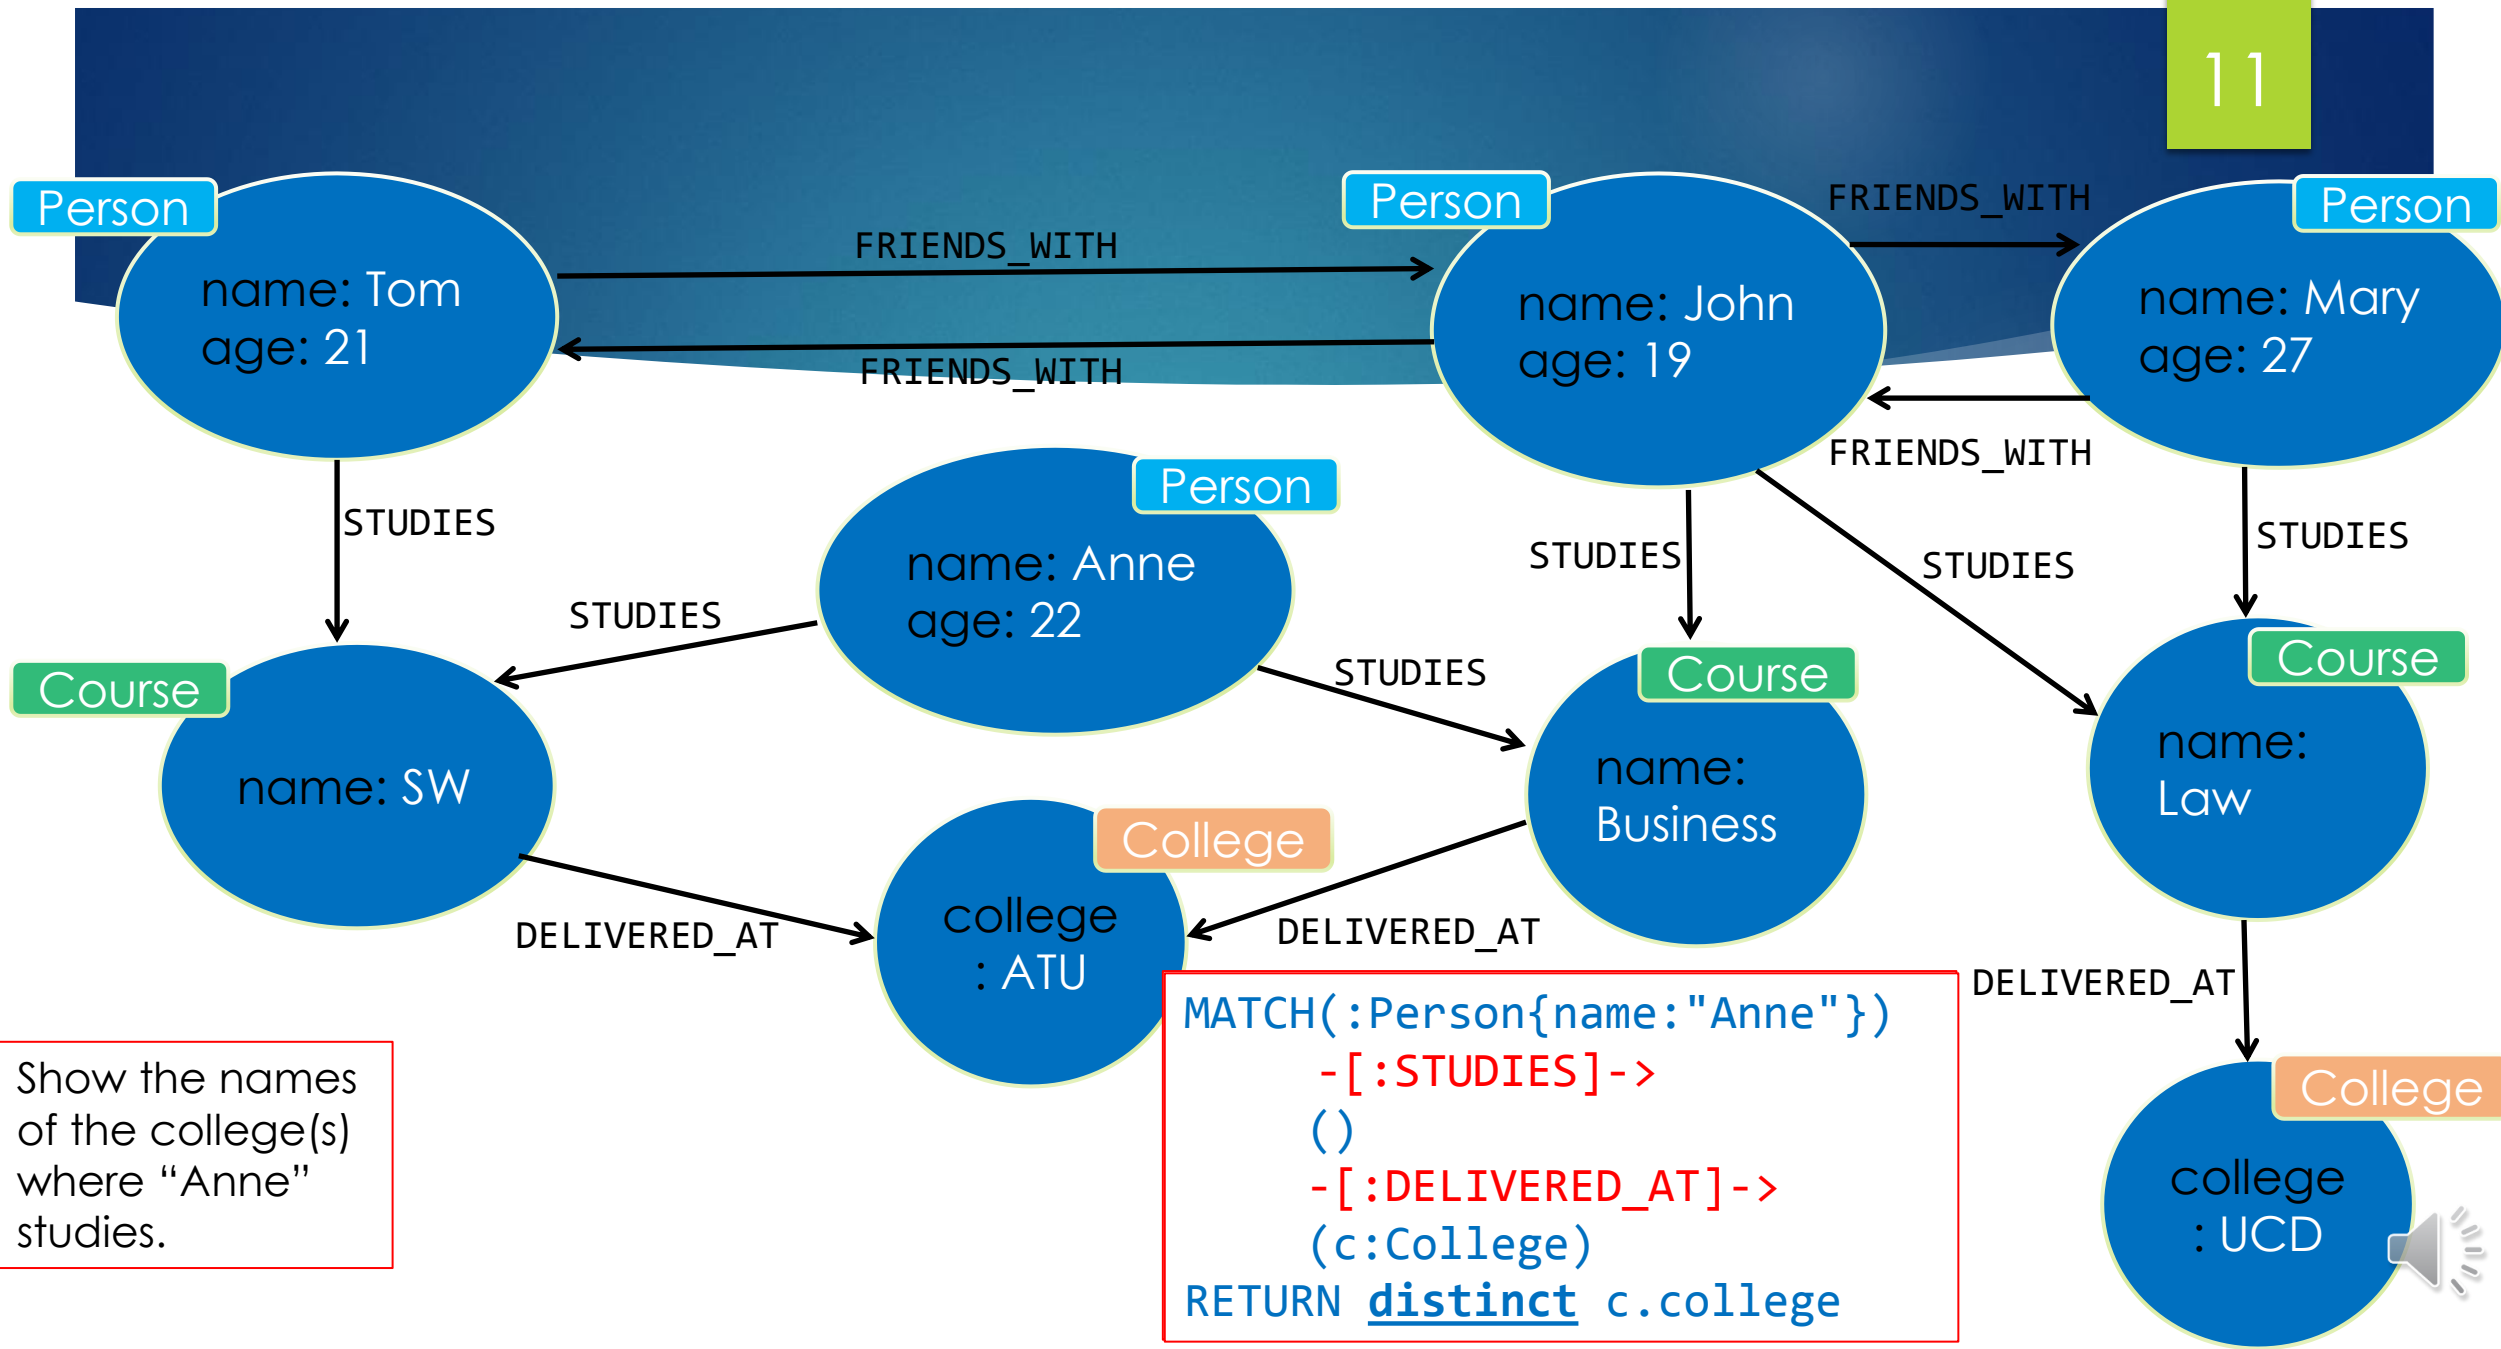 11
Person
name: Tom
age: 21
FRIENDS_WITH
FRIENDS_WITH
Person
name: John
age: 19
FRIENDS_WITH
FRIENDS_WITH
Person
name: Mary
age: 27
STUDIES
Person
name: Anne
age: 22
STUDIES
STUDIES
STUDIES
STUDIES
STUDIES
Course
name: SW
Course
name:
Business
Course
name:
Law
DELIVERED_AT
College
college
: ATU
DELIVERED_AT
DELIVERED_AT
College
college
: UCD
Show the names
of the college(s)
where “Anne”
studies.
MATCH(:Person{name:"Anne"})
-[:STUDIES]->
()
-[:DELIVERED_AT]->
(c:College)
RETURN distinct c.college